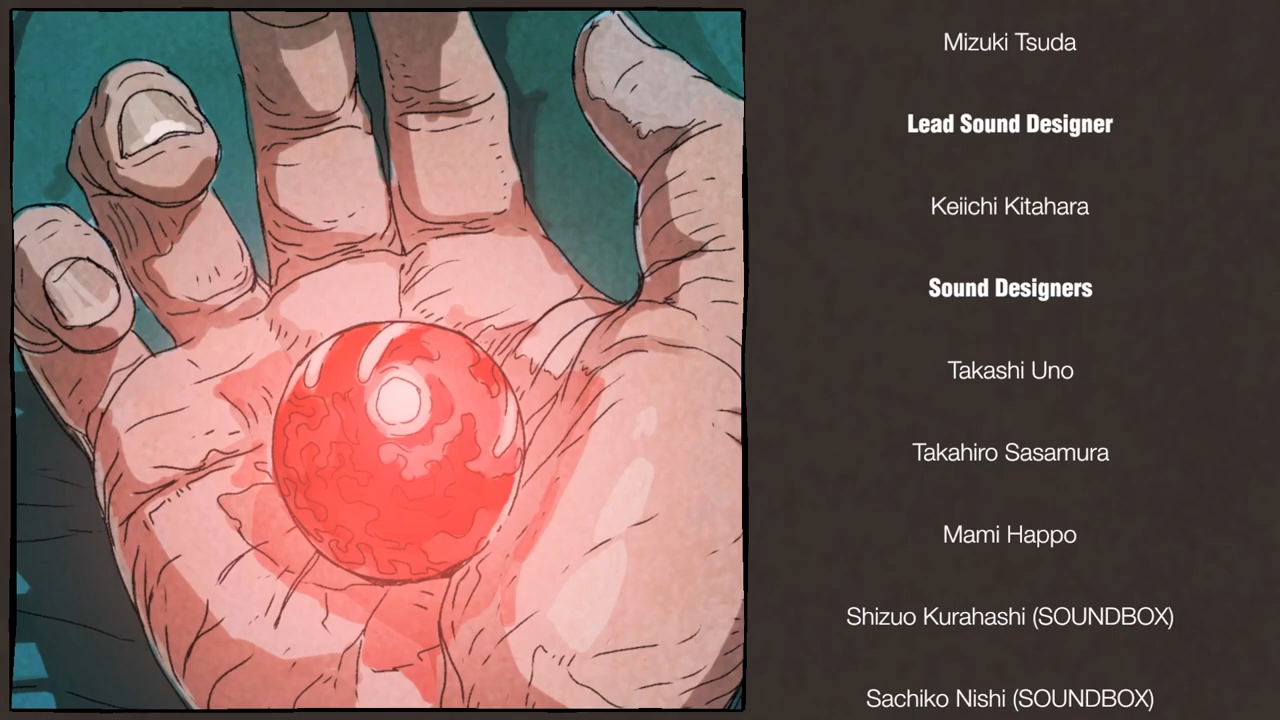 Mizuki Tsuda
Lead Sound Designer
Keiichi Kitahara
Sound Designers
Takashi Uno
Takahiro Sasamura
Mami Happo
Shizuo Kurahashi (SOUNDBOX)
Sachiko Nishi (SOUNDBOX)